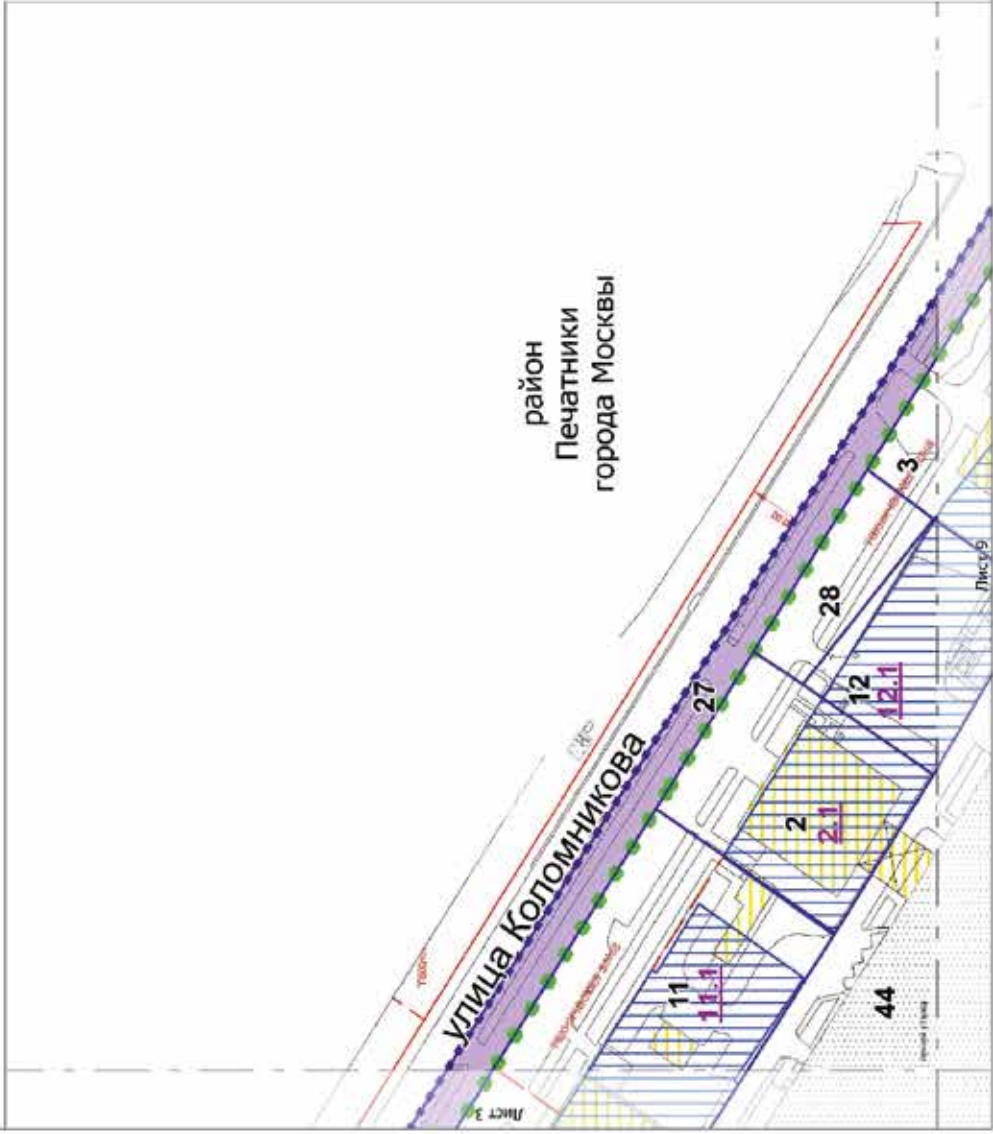 район
Печатники
города Москвы
улица Коломникова
27
28
3
12
12.1
2
2.1
11
11.1
44
Лист 3
Лист 9